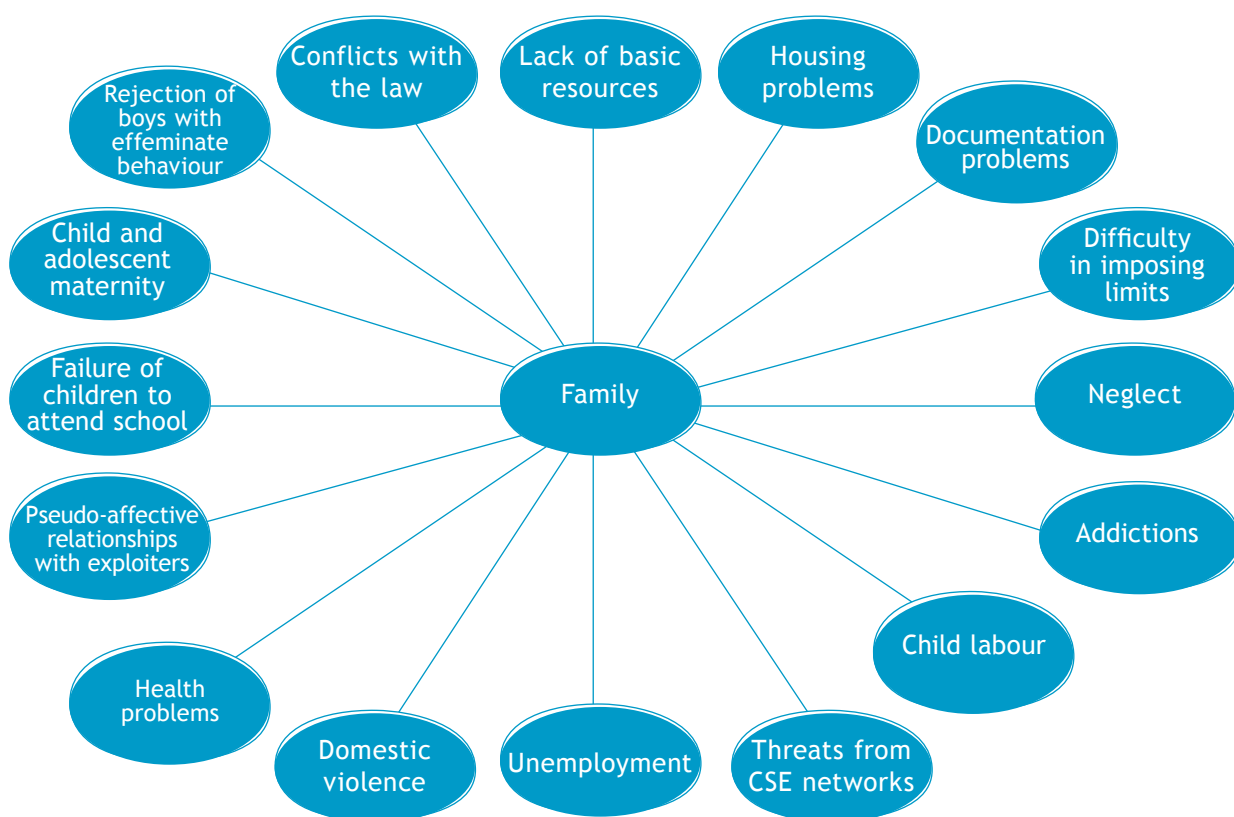 Conflicts with
the law
Lack of basic
resources
Housing
problems
Rejection of
boys with
effeminate
behaviour
Documentation
problems
Child and
adolescent
maternity
Difficulty
in imposing
limits
Failure of
children to
attend school
Family
Neglect
Pseudo-affective
relationships
with exploiters
Addictions
Child labour
Health
problems
Domestic
violence
Unemployment
Threats from
CSE networks